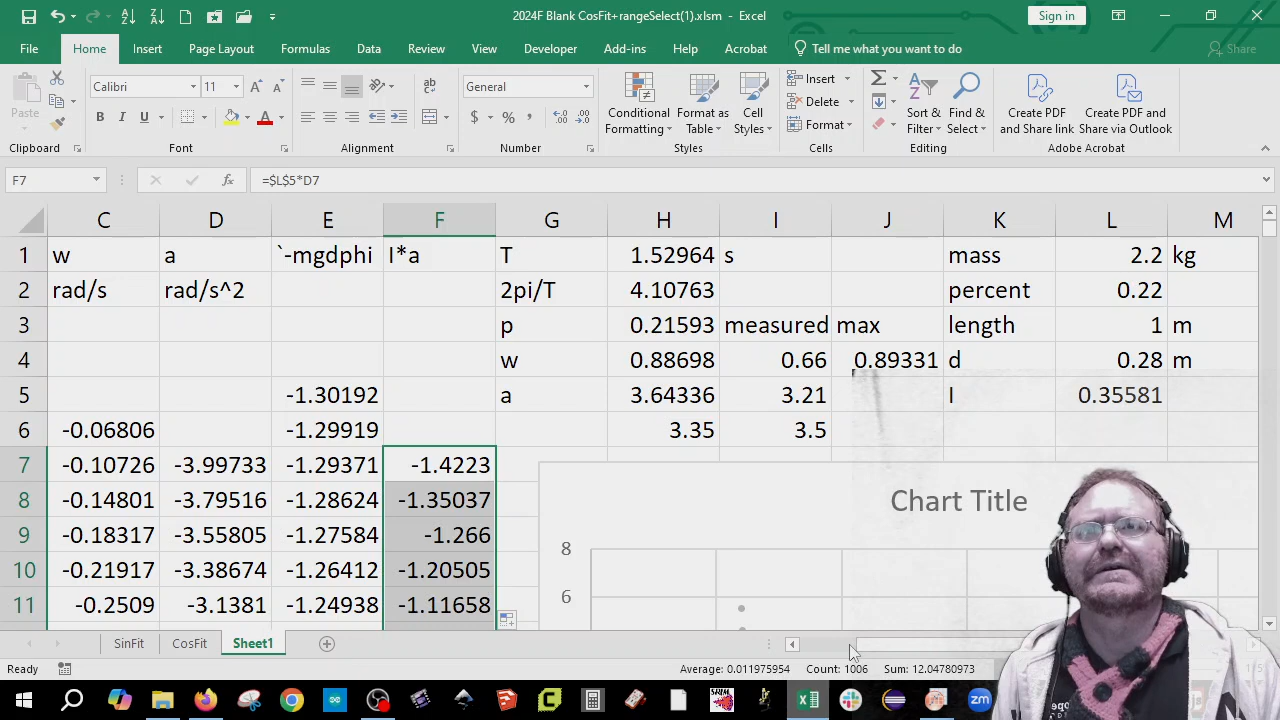 2024F Blank CosFit+rangeSelect(1).xlsm - Excel
Sign in
File Home Insert Page Layout Formulas Data Review View Developer Add-ins Help Acrobat Tell me what you want to do Share
Paste
Calibri 11
B I U
ab
General
$ % ,
Conditional Formatting
Format as Table
Cell Styles
Insert
Delete
Format
Sort & Filter
Find & Select
Create PDF and Share link
Create PDF and Share via Outlook
Clipboard Font Alignment Number Styles Cells Editing Adobe Acrobat
F7 fx =$L$5*D7
C D E F G H I J K L M
1 w a `-mgdphi I*a T 1.52964 s mass 2.2 kg
2 rad/s rad/s^2 2pi/T 4.10763 percent 0.22
3 p 0.21593 measured max length 1 m
4 w 0.88698 0.66 0.89331 d 0.28 m
5 -1.30192 a 3.64336 3.21 I 0.35581
6 -0.06806 -1.29919 3.35 3.5
7 -0.10726 -3.99733 -1.29371 -1.4223
8 -0.14801 -3.79516 -1.28624 -1.35037
9 -0.18317 -3.55805 -1.27584 -1.266
10 -0.21917 -3.38674 -1.26412 -1.20505
11 -0.2509 -3.1381 -1.24938 -1.11658
Chart Title
8
6
SinFit CosFit Sheet1
Ready
Average: 0.011975954 Count: 1006 Sum: 12.04780973